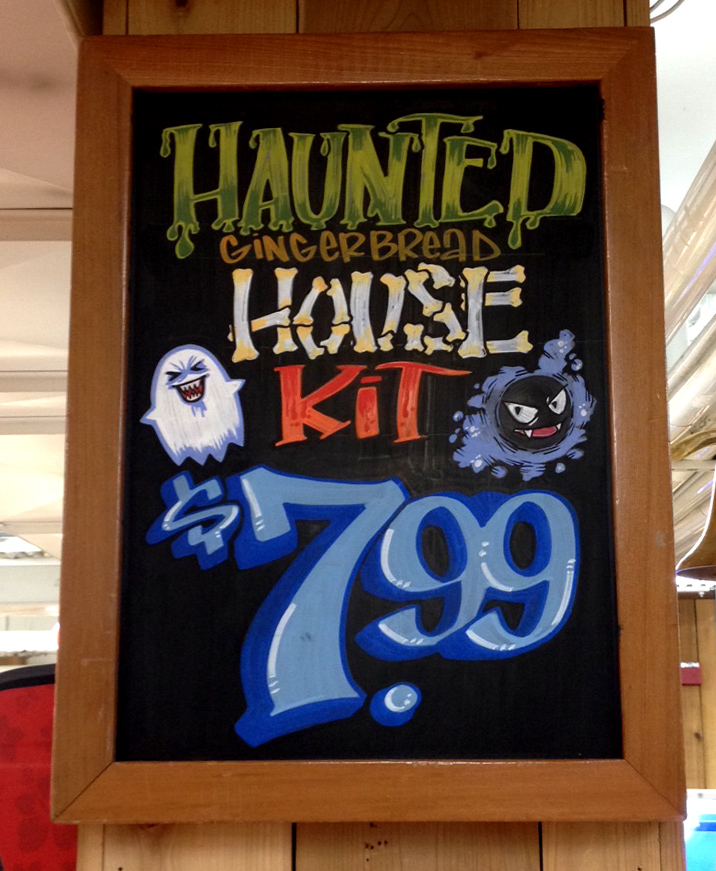 HAUNTED
GINGERBREAD
HOUSE
KiT
$7.99